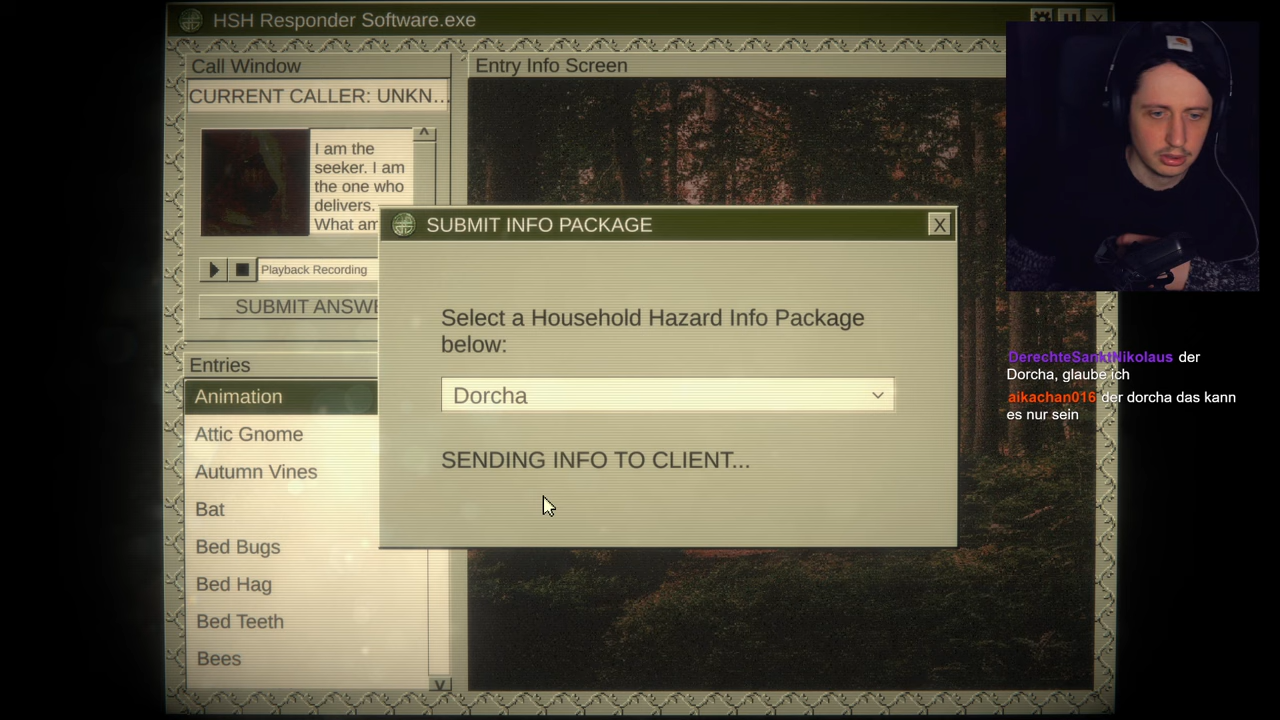 HSH Responder Software.exe
Call Window
Entry Info Screen
CURRENT CALLER: UNKN...
I am the
seeker. I am
the one who
delivers.
What am
SUBMIT INFO PACKAGE
X
Playback Recording
SUBMIT ANSWE
Select a Household Hazard Info Package
below:
Dorcha
SENDING INFO TO CLIENT...
Entries
Animation
Attic Gnome
Autumn Vines
Bat
Bed Bugs
Bed Hag
Bed Teeth
Bees
DerechteSanktNikolaus der
Dorcha, glaube ich
aikachan016 der dorcha das kann
es nur sein